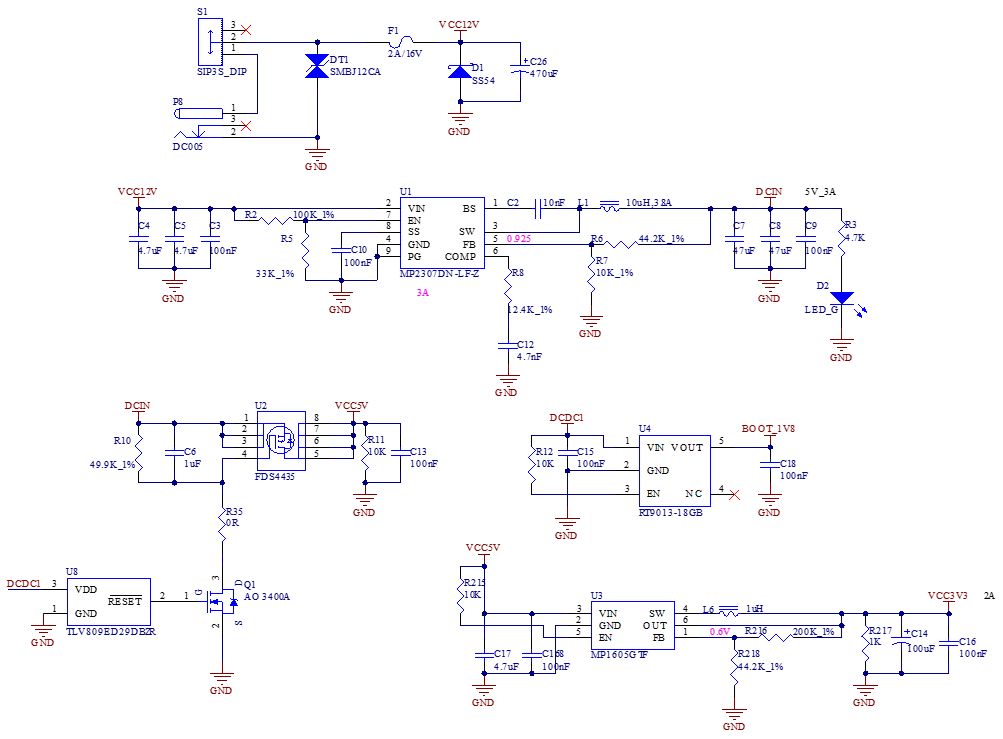 S1
3
2
1
SIP3S_DIP
P8
1
3
2
DC005
DT1
SMBJ12CA
GND
F1
2A/16V
VCC12V
D1
SS54
C26
470uF
GND
VCC12V
C4
4.7uF
C5
4.7uF
C3
100nF
GND
R2
100K_1%
R5
33K_1%
C10
100nF
GND
U1
2 VIN
7 EN
8 SS
4 GND
9 PG
BS 1
SW 3
FB 5
COMP 6
MP2307DN-LF-Z
3A
C2
10nF
L1
10uH,3.8A
0.925
R6
44.2K_1%
R7
10K_1%
GND
R8
12.4K_1%
C12
4.7nF
GND
DCIN
5V_3A
C7
47uF
C8
47uF
C9
100nF
GND
R3
4.7K
D2
LED_G
GND
DCIN
R10
49.9K_1%
C6
1uF
U2
1
2
3
4
8
7
6
5
FDS4435
VCC5V
R11
10K
C13
100nF
GND
R35
0R
DCDC1
U8
3 VDD
1 GND
RESET 2
TLV809ED29DBZR
GND
1
G
3
D
2
S
Q1
AO3400A
GND
DCDC1
R12
10K
C15
100nF
GND
U4
1 VIN
2 GND
3 EN
VOUT 5
NC 4
RT9013-18GB
BOOT_1V8
C18
100nF
GND
VCC5V
R215
10K
C17
4.7uF
C168
100nF
GND
U3
3 VIN
2 GND
5 EN
SW 4
OUT 6
FB 1
MP1605GTF
L6
1uH
0.6V
R216
200K_1%
R218
44.2K_1%
GND
VCC3V3
2A
R217
1K
C14
100uF
C16
100nF
GND